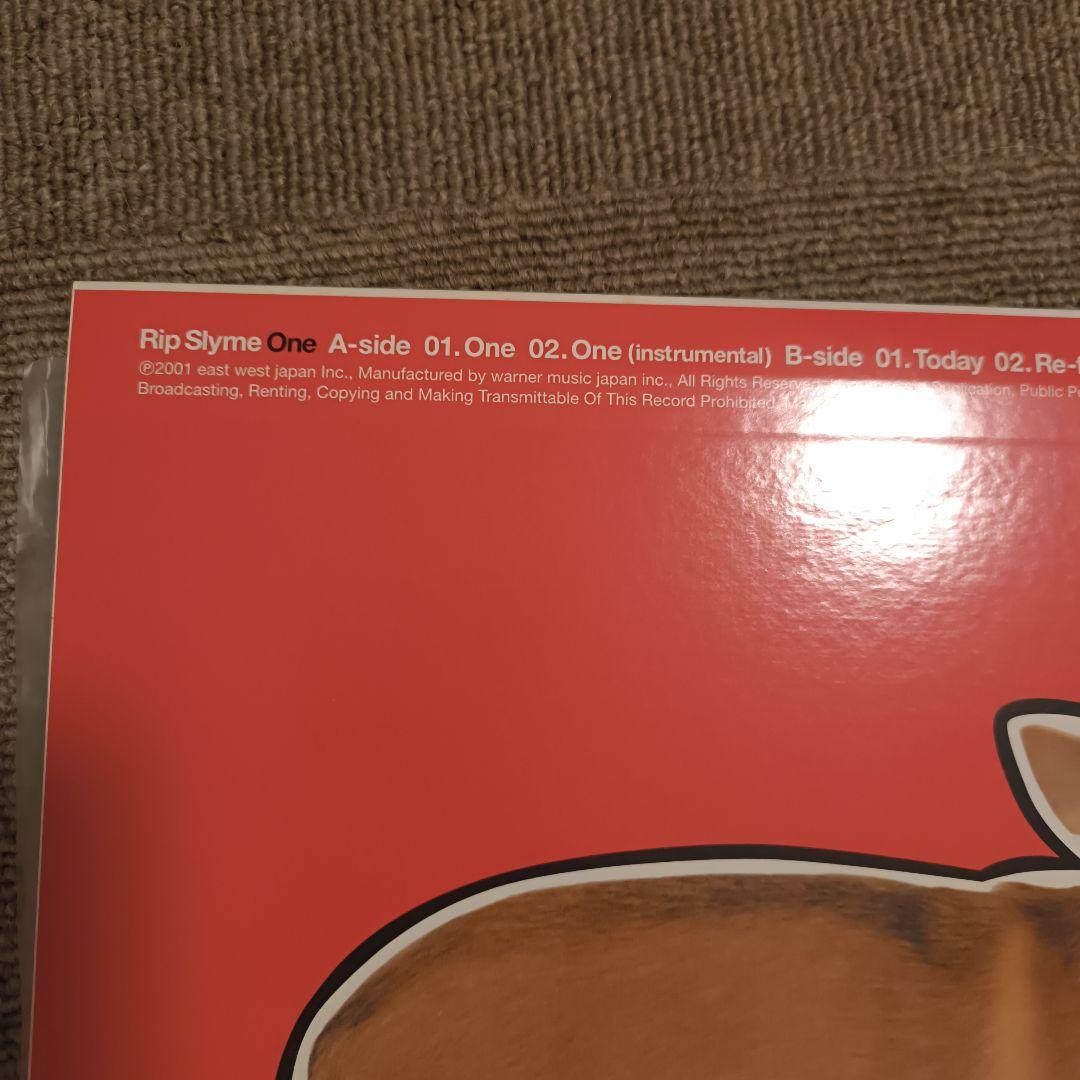 Rip Slyme One A-side 01. One 02. One (instrumental) B-side 01. Today 02. Re-
℗2001 east west japan Inc., Manufactured by warner music japan inc., All Rights Reserved. Public
Broadcasting, Renting, Copying and Making Transmittable Of This Record Prohibited.